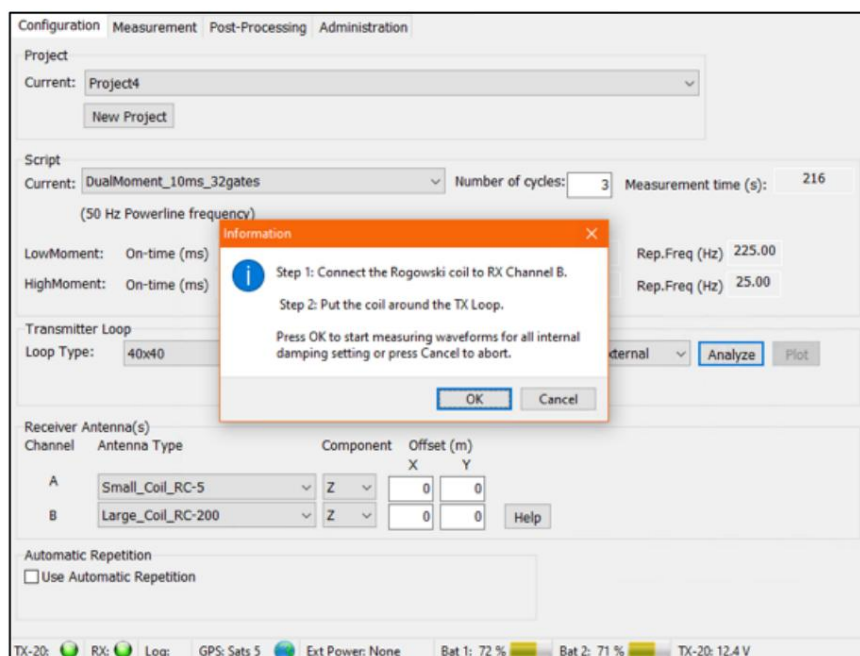 Configuration Measurement Post-Processing Administration
Project
Current: Project4
New Project
Script
Current: DualMoment_10ms_32gates Number of cycles: 3 Measurement time (s): 216
(50 Hz Powerline frequency)
Information
LowMoment: On-time (ms) Rep.Freq (Hz) 225.00
HighMoment: On-time (ms) Rep.Freq (Hz) 25.00
Step 1: Connect the Rogowski coil to RX Channel B.
Step 2: Put the coil around the TX Loop.
Press OK to start measuring waveforms for all internal
damping setting or press Cancel to abort.
OK Cancel
Transmitter Loop
Loop Type: 40x40 Analyze Plot
Receiver Antenna(s)
Channel Antenna Type Component Offset (m)
X Y
A Small_Coil_RC-5 Z 0 0
B Large_Coil_RC-200 Z 0 0 Help
Automatic Repetition
Use Automatic Repetition
TX-20: RX: Log: GPS: Sats 5 Ext Power: None Bat 1: 72 % Bat 2: 71 % TX-20: 12.4 V